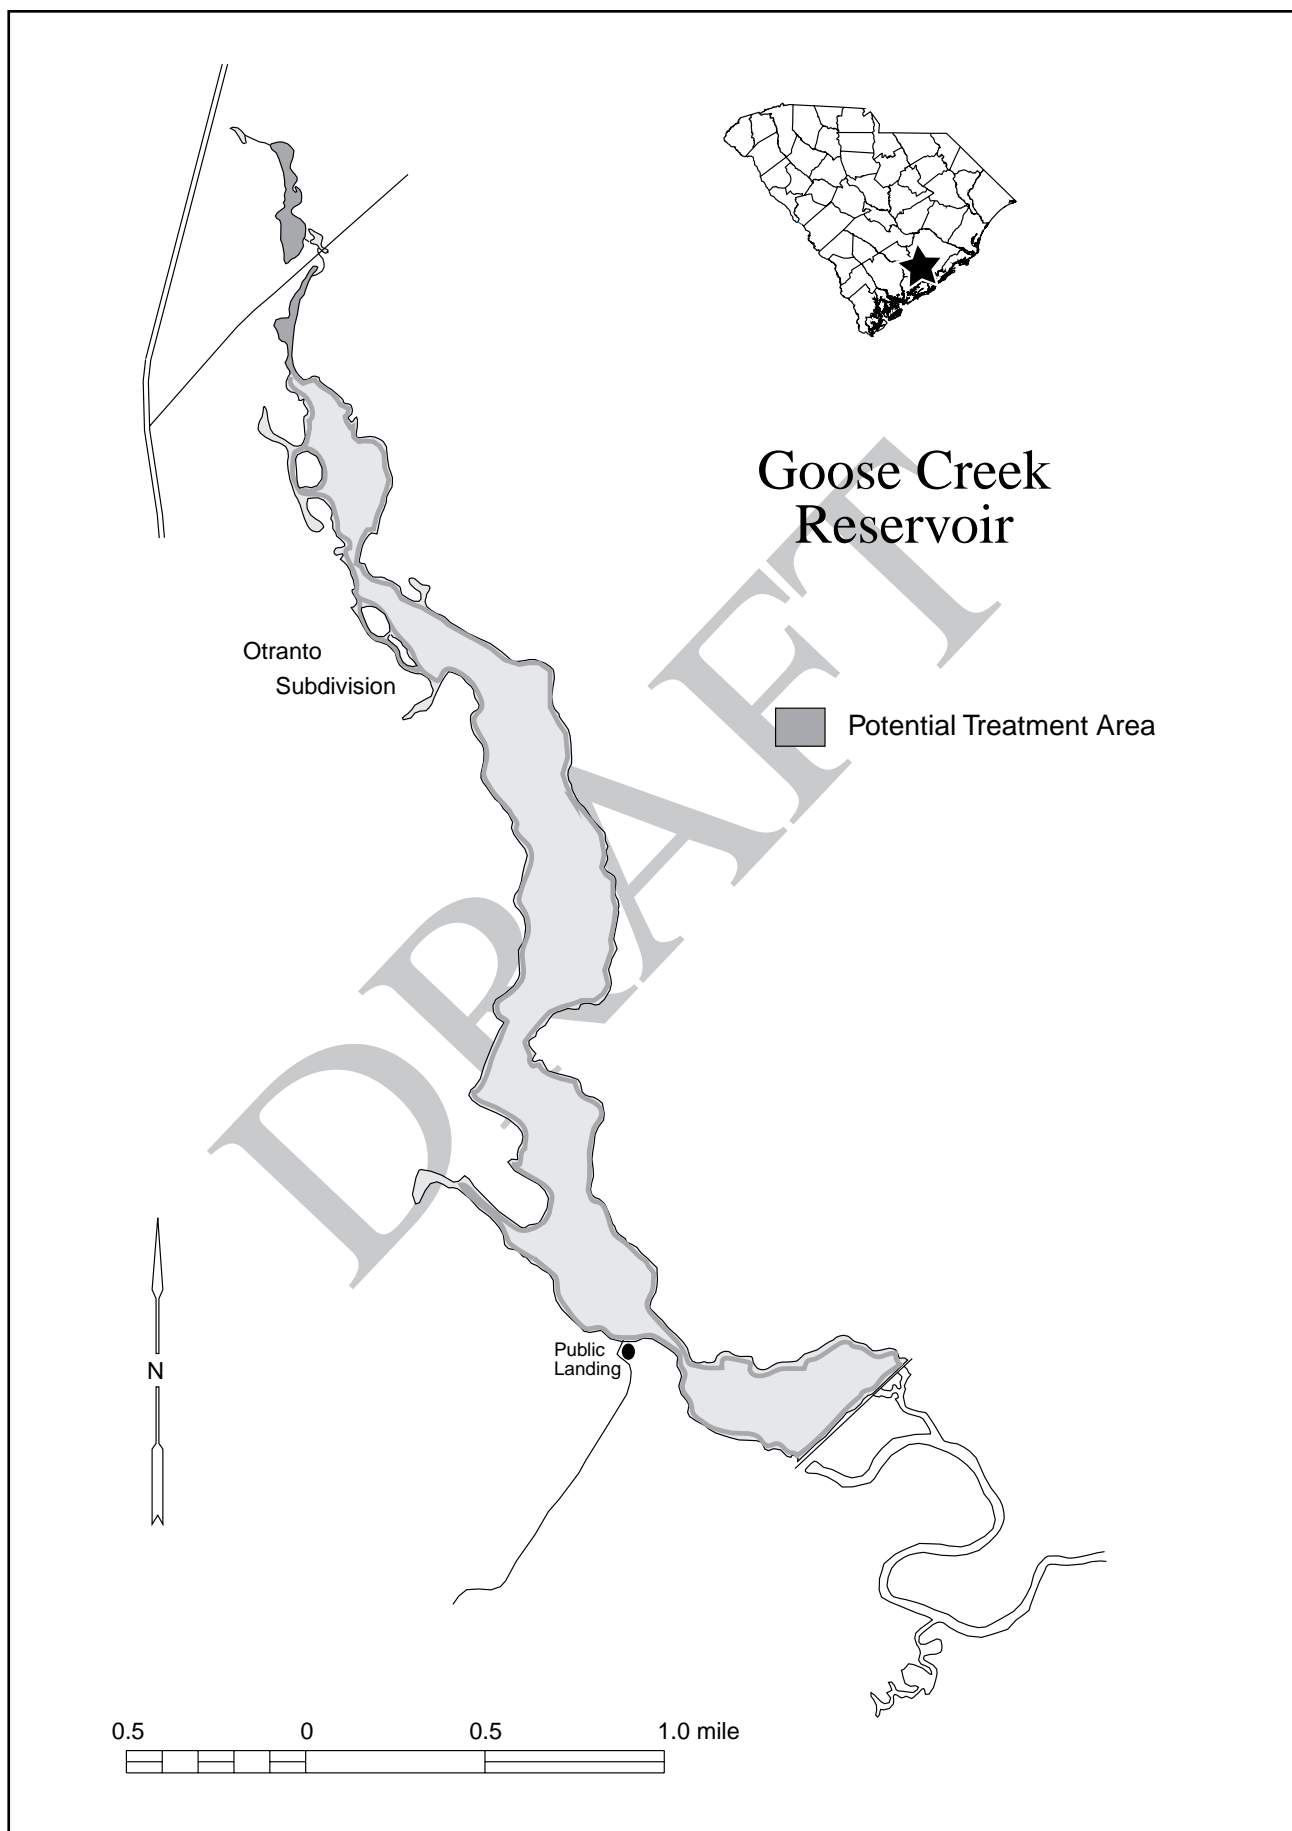 Goose Creek
Reservoir
Otranto
Subdivision
Potential Treatment Area
DRAFT
Public
Landing
N
0.5 0 0.5 1.0 mile